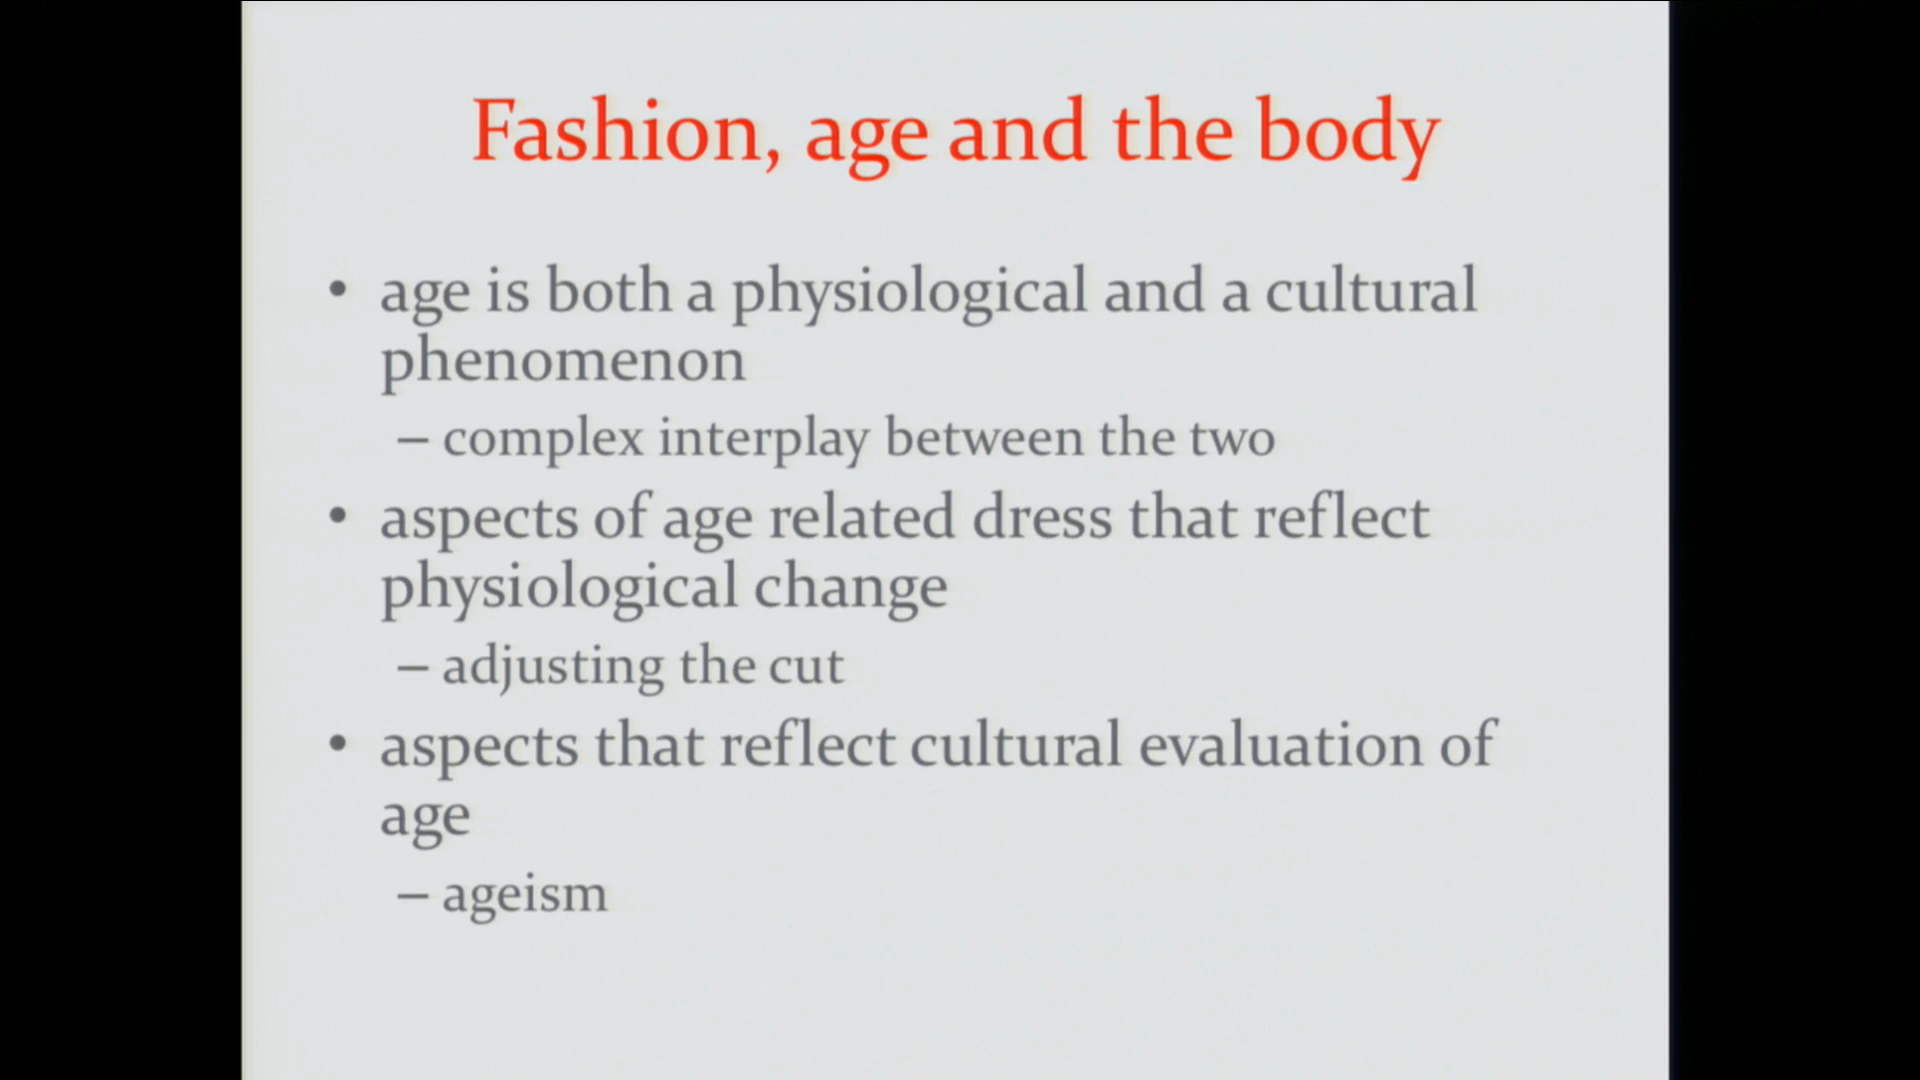 Fashion, age and the body
• age is both a physiological and a cultural
phenomenon
– complex interplay between the two
• aspects of age related dress that reflect
physiological change
– adjusting the cut
• aspects that reflect cultural evaluation of
age
– ageism